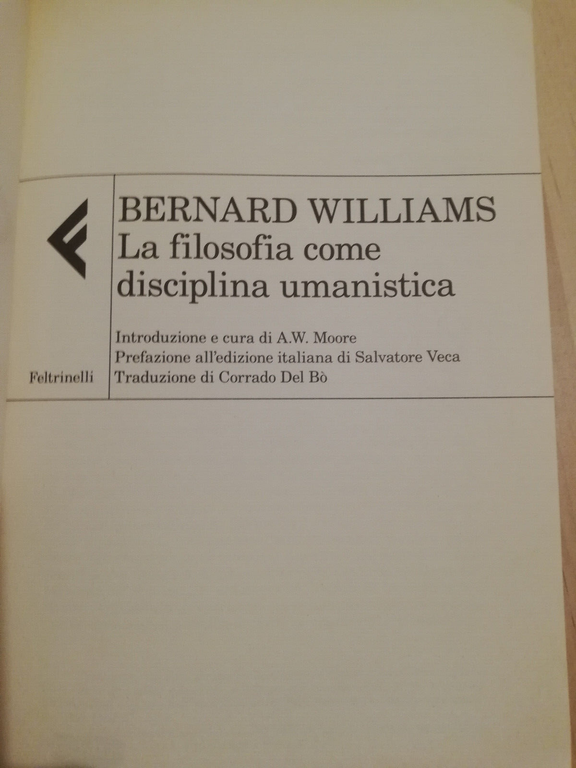 BERNARD WILLIAMS
La filosofia come
disciplina umanistica
Introduzione e cura di A.W. Moore
Prefazione all'edizione italiana di Salvatore Veca
Traduzione di Corrado Del Bò
Feltrinelli